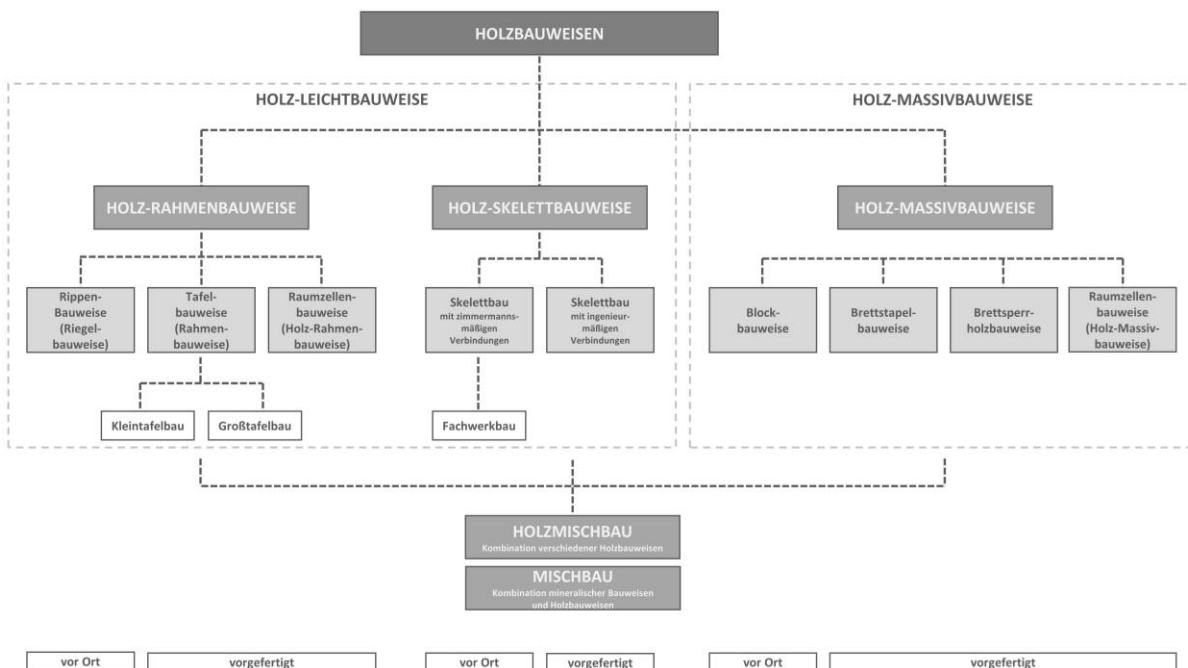 HOLZBAUWEISEN
HOLZ-LEICHTBAUWEISE
HOLZ-MASSIVBAUWEISE
HOLZ-RAHMENBAUWEISE
HOLZ-SKELETTBAUWEISE
HOLZ-MASSIVBAUWEISE
Rippen-
Bauweise
(Riegel-
bauweise)
Tafel-
bauweise
(Rahmen-
bauweise)
Raumzellen-
bauweise
(Holz-Rahmen-
bauweise)
Skelettbau
mit zimmermanns-
mäßigen
Verbindungen
Skelettbau
mit ingenieur-
mäßigen
Verbindungen
Block-
bauweise
Brettstapel-
bauweise
Brettsperr-
holzbauweise
Raumzellen-
bauweise
(Holz-Massiv-
bauweise)
Kleintafelbau
Großtafelbau
Fachwerkbau
HOLZMISCHBAU
Kombination verschiedener Holzbauweisen
MISCHBAU
Kombination mineralischer Bauweisen
und Holzbauweisen
vor Ort
vorgefertigt
vor Ort
vorgefertigt
vor Ort
vorgefertigt